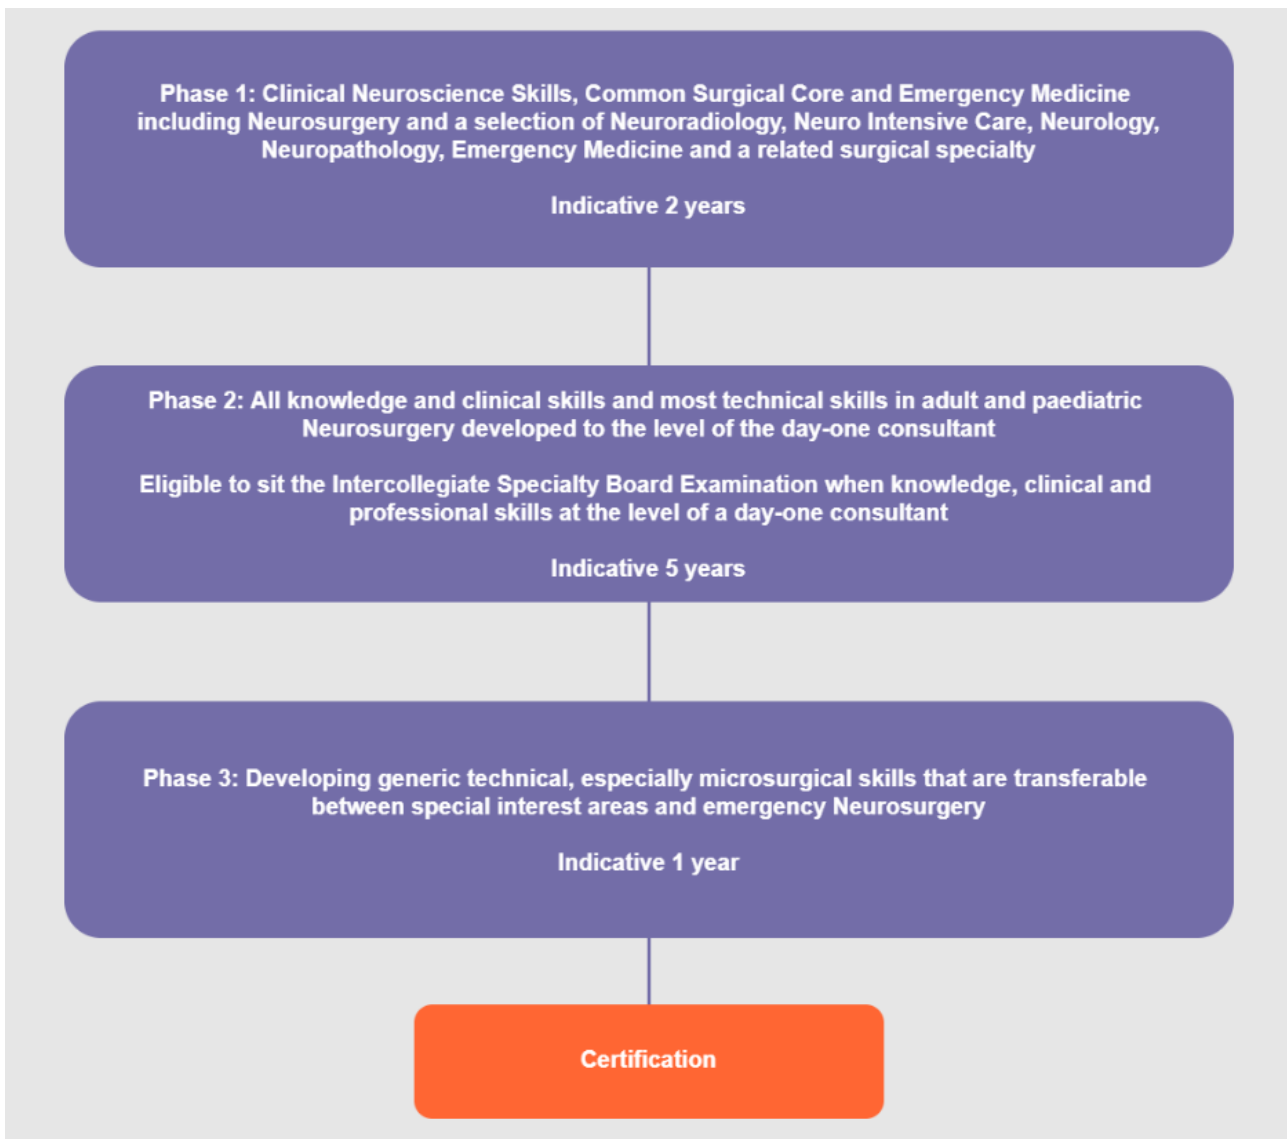 Phase 1: Clinical Neuroscience Skills, Common Surgical Core and Emergency Medicine
including Neurosurgery and a selection of Neuroradiology, Neuro Intensive Care, Neurology,
Neuropathology, Emergency Medicine and a related surgical specialty
Indicative 2 years
Phase 2: All knowledge and clinical skills and most technical skills in adult and paediatric
Neurosurgery developed to the level of the day-one consultant
Eligible to sit the Intercollegiate Specialty Board Examination when knowledge, clinical and
professional skills at the level of a day-one consultant
Indicative 5 years
Phase 3: Developing generic technical, especially microsurgical skills that are transferable
between special interest areas and emergency Neurosurgery
Indicative 1 year
Certification